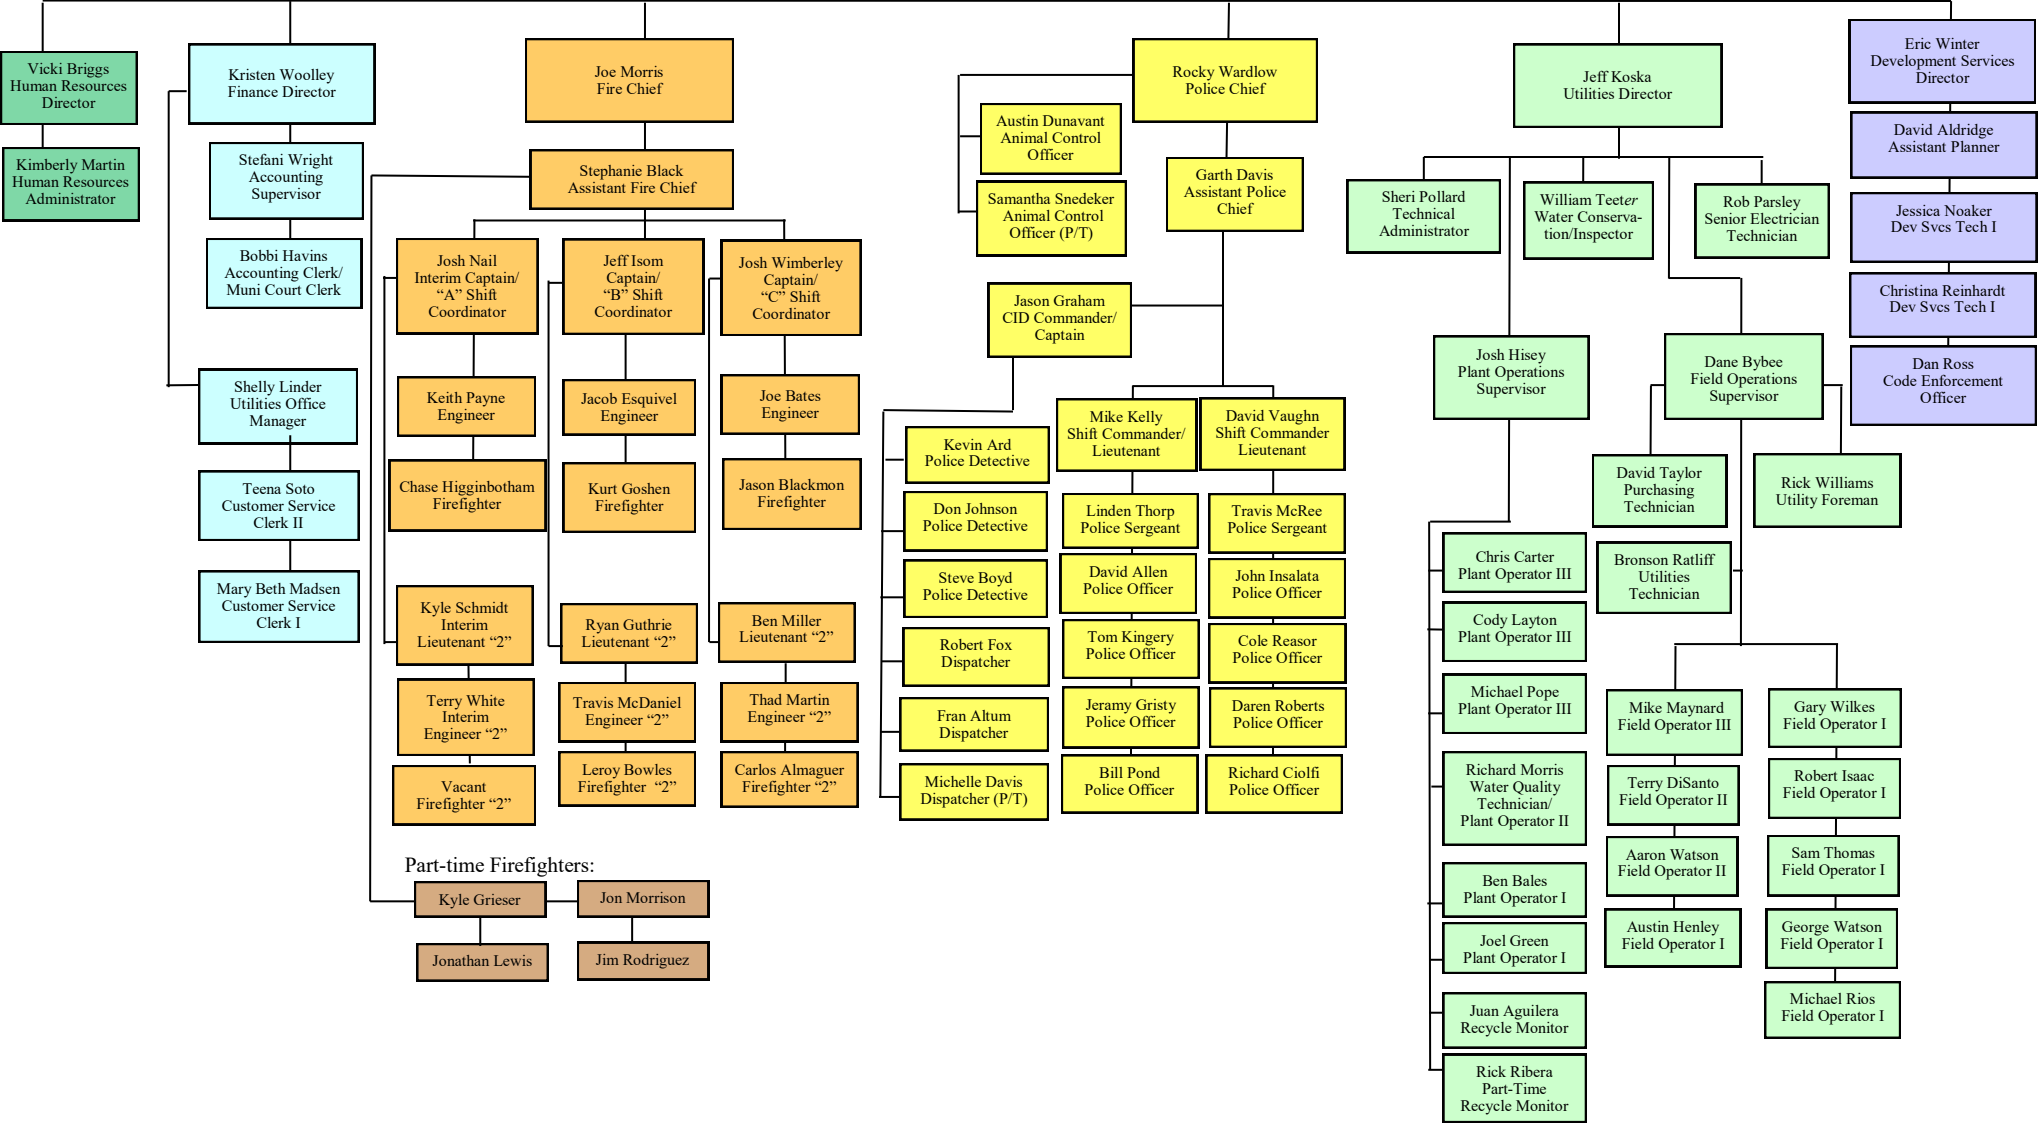 Vicki Briggs
Human Resources
Director
Kimberly Martin
Human Resources
Administrator
Kristen Woolley
Finance Director
Stefani Wright
Accounting
Supervisor
Bobbi Havins
Accounting Clerk/
Muni Court Clerk
Shelly Linder
Utilities Office
Manager
Teena Soto
Customer Service
Clerk II
Mary Beth Madsen
Customer Service
Clerk I
Joe Morris
Fire Chief
Stephanie Black
Assistant Fire Chief
Josh Nail
Interim Captain/
“A” Shift
Coordinator
Keith Payne
Engineer
Chase Higginbotham
Firefighter
Kyle Schmidt
Interim
Lieutenant “2”
Terry White
Interim
Engineer “2”
Vacant
Firefighter “2”
Jeff Isom
Captain/
“B” Shift
Coordinator
Jacob Esquivel
Engineer
Kurt Goshen
Firefighter
Ryan Guthrie
Lieutenant “2”
Travis McDaniel
Engineer “2”
Leroy Bowles
Firefighter “2”
Josh Wimberley
Captain/
“C” Shift
Coordinator
Joe Bates
Engineer
Jason Blackmon
Firefighter
Ben Miller
Lieutenant “2”
Thad Martin
Engineer “2”
Carlos Almaguer
Firefighter “2”
Part-time Firefighters:
Kyle Grieser
Jon Morrison
Jonathan Lewis
Jim Rodriguez
Rocky Wardlow
Police Chief
Austin Dunavant
Animal Control
Officer
Samantha Snedeker
Animal Control
Officer (P/T)
Garth Davis
Assistant Police
Chief
Jason Graham
CID Commander/
Captain
Kevin Ard
Police Detective
Don Johnson
Police Detective
Steve Boyd
Police Detective
Robert Fox
Dispatcher
Fran Altum
Dispatcher
Michelle Davis
Dispatcher (P/T)
Mike Kelly
Shift Commander/
Lieutenant
Linden Thorp
Police Sergeant
David Allen
Police Officer
Tom Kingery
Police Officer
Jeramy Gristy
Police Officer
Bill Pond
Police Officer
David Vaughn
Shift Commander
Lieutenant
Travis McRee
Police Sergeant
John Insalata
Police Officer
Cole Reasor
Police Officer
Daren Roberts
Police Officer
Richard Ciolfi
Police Officer
Jeff Koska
Utilities Director
Sheri Pollard
Technical
Administrator
William Teeter
Water Conserva-
tion/Inspector
Rob Parsley
Senior Electrician
Technician
Josh Hisey
Plant Operations
Supervisor
Chris Carter
Plant Operator III
Cody Layton
Plant Operator III
Michael Pope
Plant Operator III
Richard Morris
Water Quality
Technician/
Plant Operator II
Ben Bales
Plant Operator I
Joel Green
Plant Operator I
Juan Aguilera
Recycle Monitor
Rick Ribera
Part-Time
Recycle Monitor
Dane Bybee
Field Operations
Supervisor
David Taylor
Purchasing
Technician
Rick Williams
Utility Foreman
Bronson Ratliff
Utilities
Technician
Mike Maynard
Field Operator III
Terry DiSanto
Field Operator II
Aaron Watson
Field Operator II
Austin Henley
Field Operator I
Gary Wilkes
Field Operator I
Robert Isaac
Field Operator I
Sam Thomas
Field Operator I
George Watson
Field Operator I
Michael Rios
Field Operator I
Eric Winter
Development Services
Director
David Aldridge
Assistant Planner
Jessica Noaker
Dev Svcs Tech I
Christina Reinhardt
Dev Svcs Tech I
Dan Ross
Code Enforcement
Officer